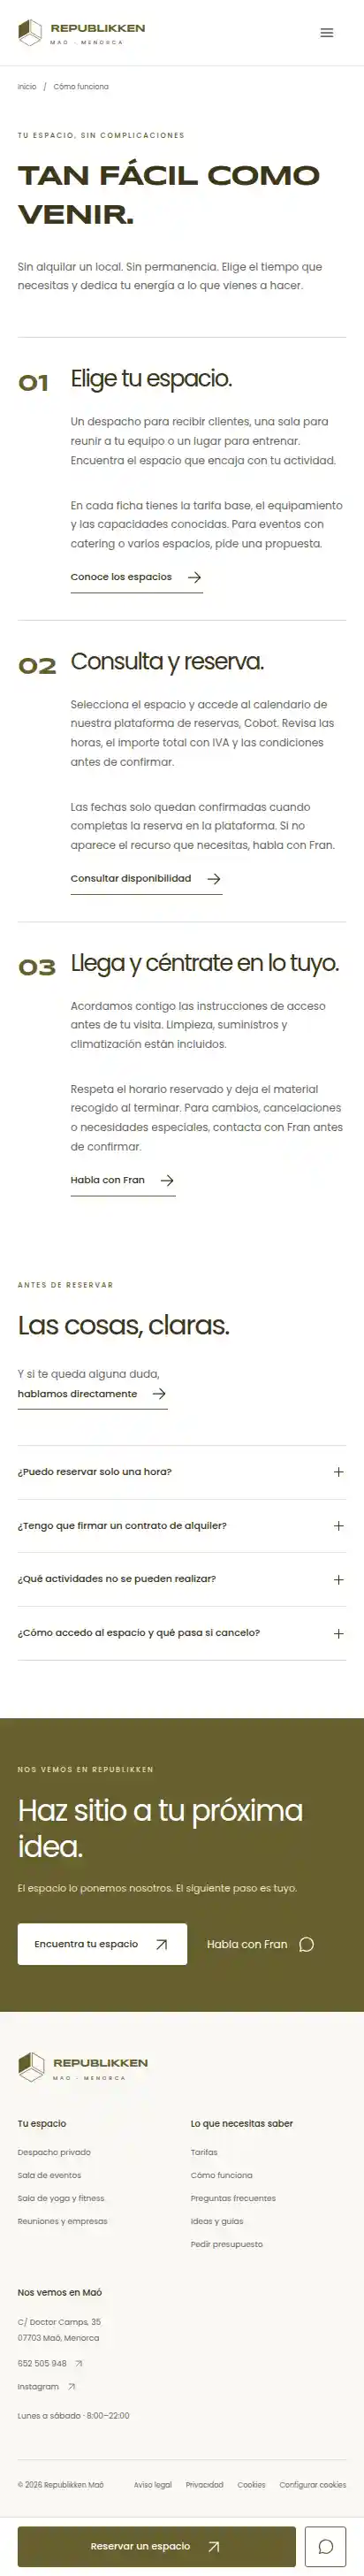 REPUBLIKKEN
MAÓ · MENORCA
Inicio / Cómo funciona
TU ESPACIO, SIN COMPLICACIONES
TAN FÁCIL COMO
VENIR.
Sin alquilar un local. Sin permanencia. Elige el tiempo que
necesitas y dedica tu energía a lo que vienes a hacer.
01 Elige tu espacio.
Un despacho para recibir clientes, una sala para
reunir a tu equipo o un lugar para entrenar.
Encuentra el espacio que encaja con tu actividad.
En cada ficha tienes la tarifa base, el equipamiento
y las capacidades conocidas. Para eventos con
catering o varios espacios, pide una propuesta.
Conoce los espacios
02 Consulta y reserva.
Selecciona el espacio y accede al calendario de
nuestra plataforma de reservas, Cobot. Revisa las
horas, el importe total con IVA y las condiciones
antes de confirmar.
Las fechas solo quedan confirmadas cuando
completas la reserva en la plataforma. Si no
aparece el recurso que necesitas, habla con Fran.
Consultar disponibilidad
03 Llega y céntrate en lo tuyo.
Acordamos contigo las instrucciones de acceso
antes de tu visita. Limpieza, suministros y
climatización están incluidos.
Respeta el horario reservado y deja el material
recogido al terminar. Para cambios, cancelaciones
o necesidades especiales, contacta con Fran antes
de confirmar.
Habla con Fran
ANTES DE RESERVAR
Las cosas, claras.
Y si te queda alguna duda,
hablamos directamente
¿Puedo reservar solo una hora?
¿Tengo que firmar un contrato de alquiler?
¿Qué actividades no se pueden realizar?
¿Cómo accedo al espacio y qué pasa si cancelo?
NOS VEMOS EN REPUBLIKKEN
Haz sitio a tu próxima
idea.
El espacio lo ponemos nosotros. El siguiente paso es tuyo.
Encuentra tu espacio
Habla con Fran
REPUBLIKKEN
MAÓ · MENORCA
Tu espacio
Despacho privado
Sala de eventos
Sala de yoga y fitness
Reuniones y empresas
Lo que necesitas saber
Tarifas
Cómo funciona
Preguntas frecuentes
Ideas y guías
Pedir propuesta
Nos vemos en Maó
C/ Doctor Camps, 35
07703 Maó, Menorca
652 505 948
Instagram
Lunes a sábado · 8:00–22:00
© 2026 Republikken Maó Aviso legal Privacidad Cookies Configurar cookies
Reservar un espacio